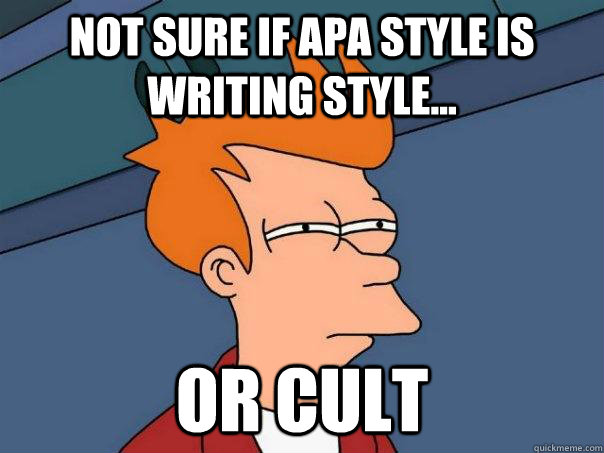 NOT SURE IF APA STYLE IS
WRITING STYLE...
OR CULT
quickmeme.com